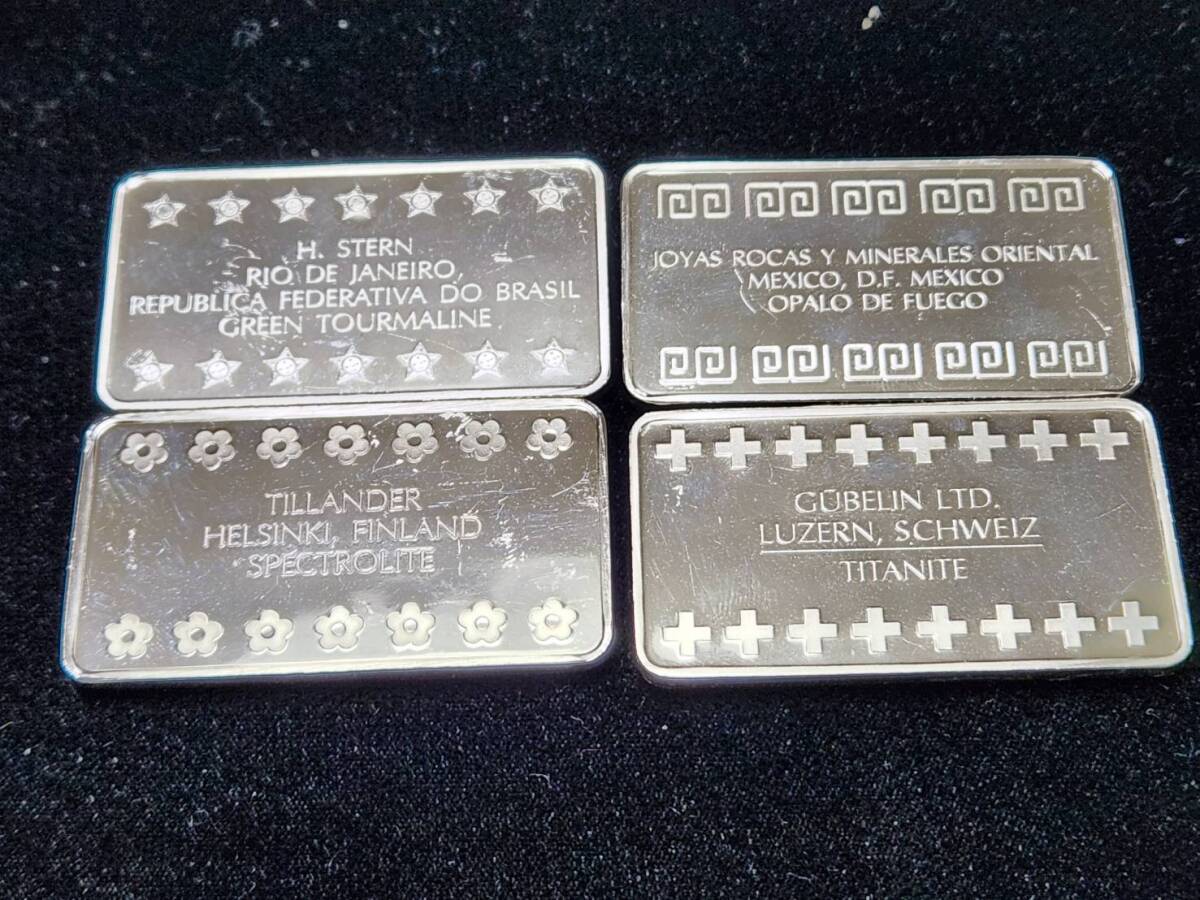 H. STERN
RIO DE JANEIRO,
REPUBLICA FEDERATIVA DO BRASIL
GREEN TOURMALINE
JOYAS ROCAS Y MINERALES ORIENTAL
MEXICO, D.F. MEXICO
OPALO DE FUEGO
TILLANDER
HELSINKI, FINLAND
SPECTROLITE
GÜBELIN LTD.
LUZERN, SCHWEIZ
TITANITE